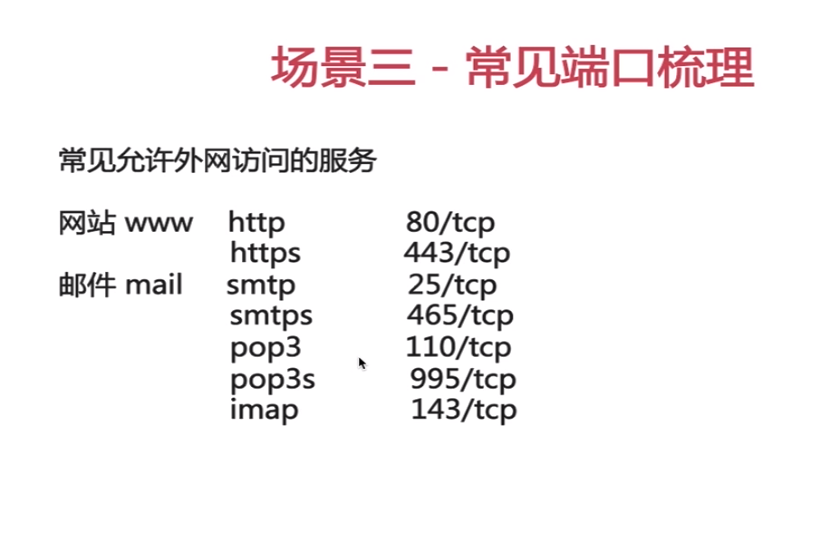 场景三 - 常见端口梳理
常见允许外网访问的服务
网站 www http 80/tcp
https 443/tcp
邮件 mail smtp 25/tcp
smtps 465/tcp
pop3 110/tcp
pop3s 995/tcp
imap 143/tcp